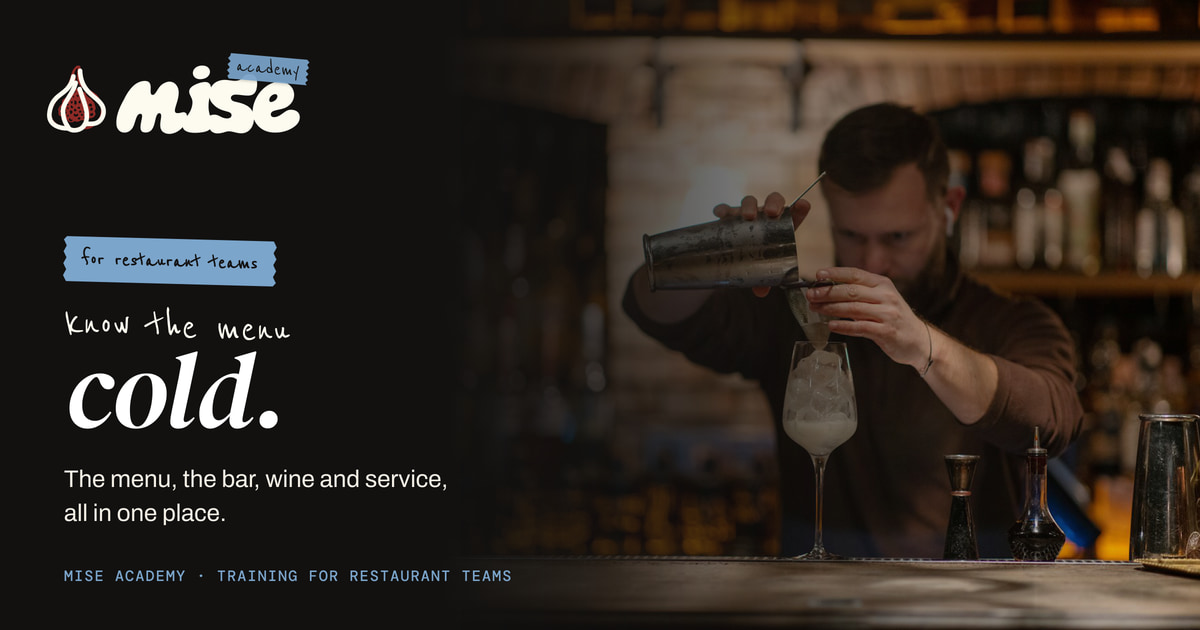 academy
mise
for restaurant teams
know the menu
cold.
The menu, the bar, wine and service,
all in one place.
MISE ACADEMY · TRAINING FOR RESTAURANT TEAMS